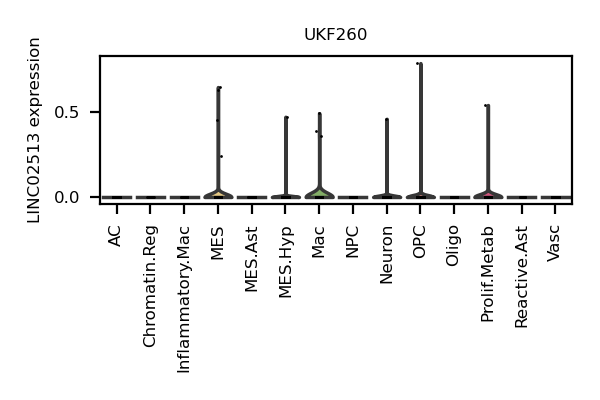 UKF260
LINC02513 expression
0.5
0.0
AC
Chromatin.Reg
Inflammatory.Mac
MES
MES.Ast
MES.Hyp
Mac
NPC
Neuron
OPC
Oligo
Prolif.Metab
Reactive.Ast
Vasc